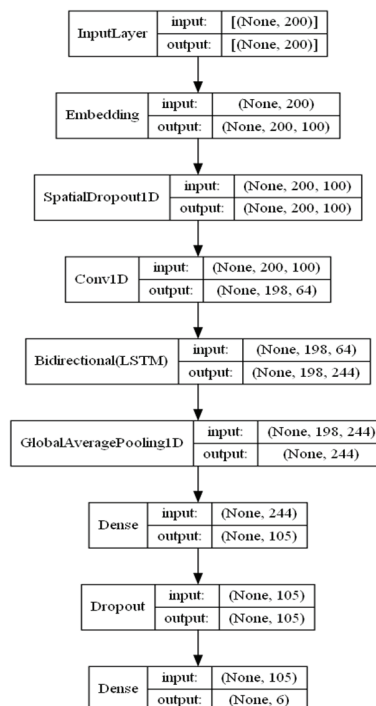 InputLayer
input: [(None, 200)]
output: [(None, 200)]
Embedding
input: (None, 200)
output: (None, 200, 100)
SpatialDropout1D
input: (None, 200, 100)
output: (None, 200, 100)
Conv1D
input: (None, 200, 100)
output: (None, 198, 64)
Bidirectional(LSTM)
input: (None, 198, 64)
output: (None, 198, 244)
GlobalAveragePooling1D
input: (None, 198, 244)
output: (None, 244)
Dense
input: (None, 244)
output: (None, 105)
Dropout
input: (None, 105)
output: (None, 105)
Dense
input: (None, 105)
output: (None, 6)